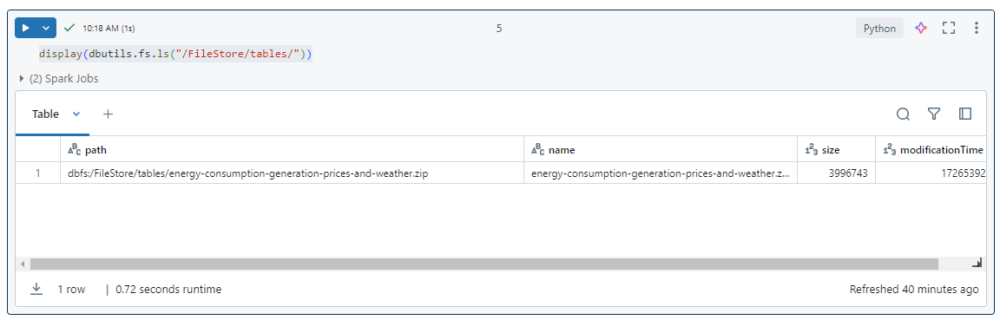 10:18 AM (1s)
5
Python
display(dbutils.fs.ls("/FileStore/tables/"))
(2) Spark Jobs
Table
path name size modificationTime
1 dbfs:/FileStore/tables/energy-consumption-generation-prices-and-weather.zip energy-consumption-generation-prices-and-weather.z... 3996743 17265392
1 row | 0.72 seconds runtime
Refreshed 40 minutes ago